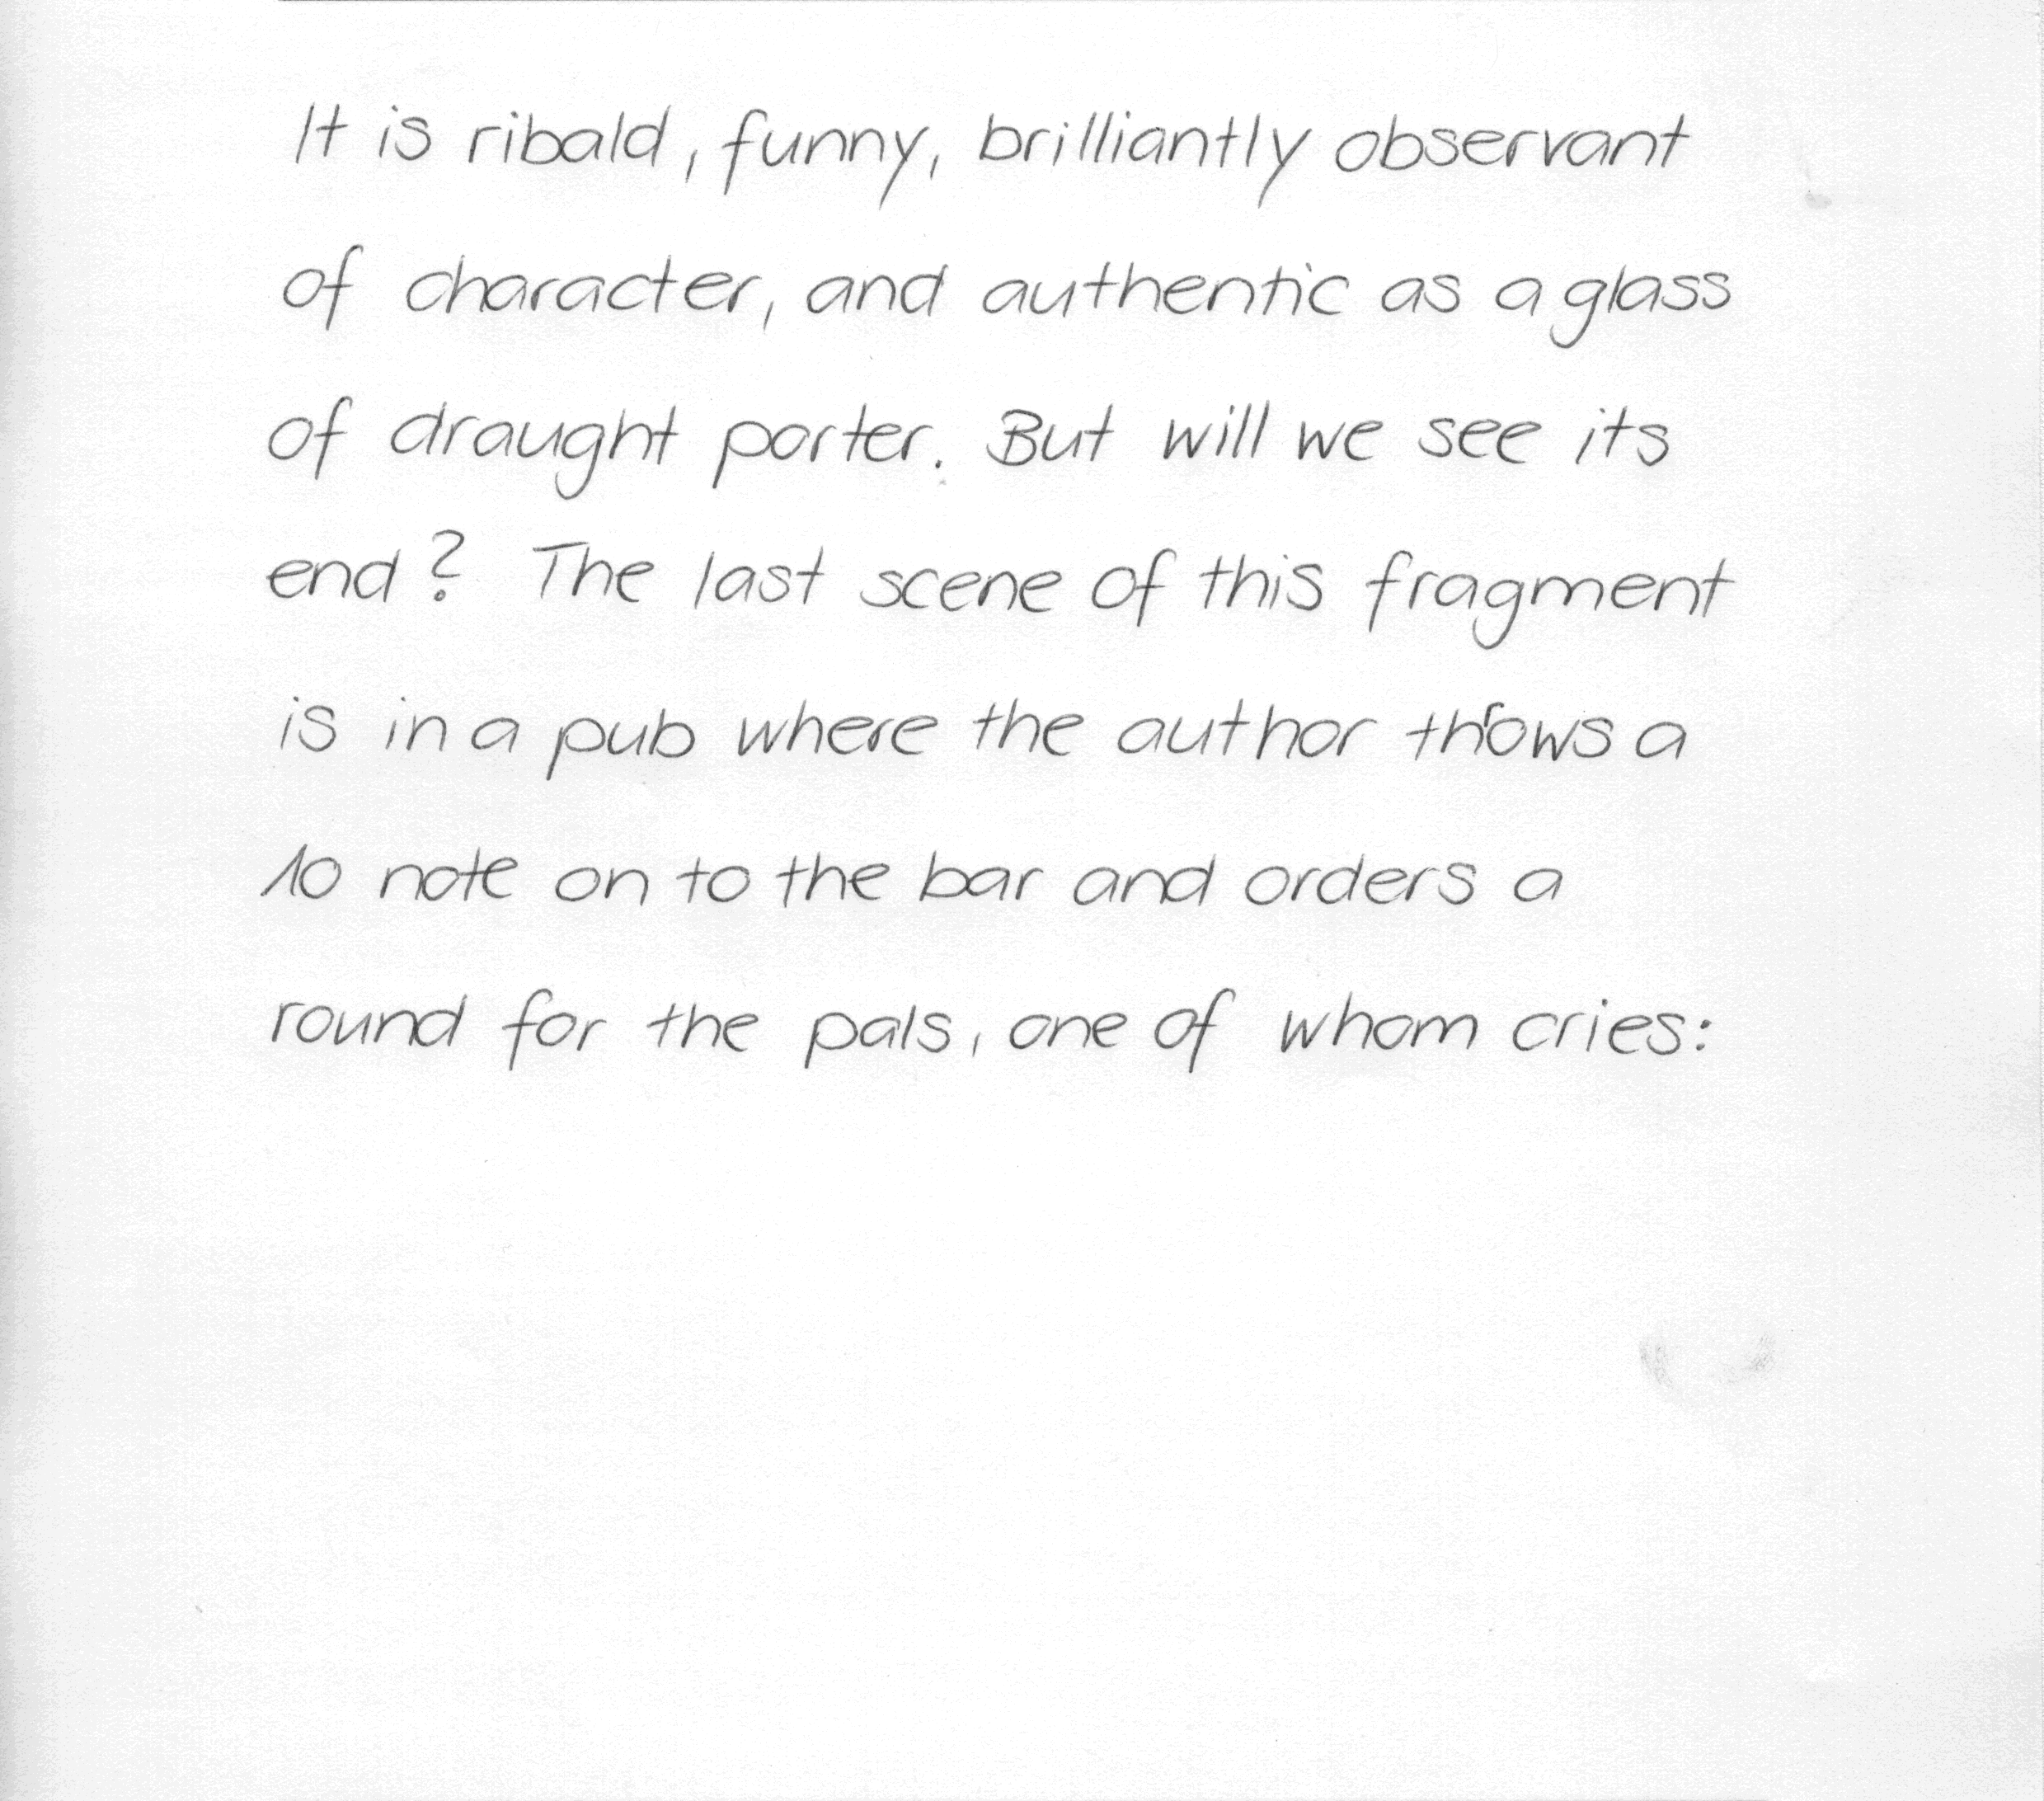 It is ribald, funny, brilliantly observant
of character, and authentic as a glass
of draught porter. But will we see its
end? The last scene of this fragment
is in a pub where the author throws a
10 note on to the bar and orders a
round for the pals, one of whom cries: